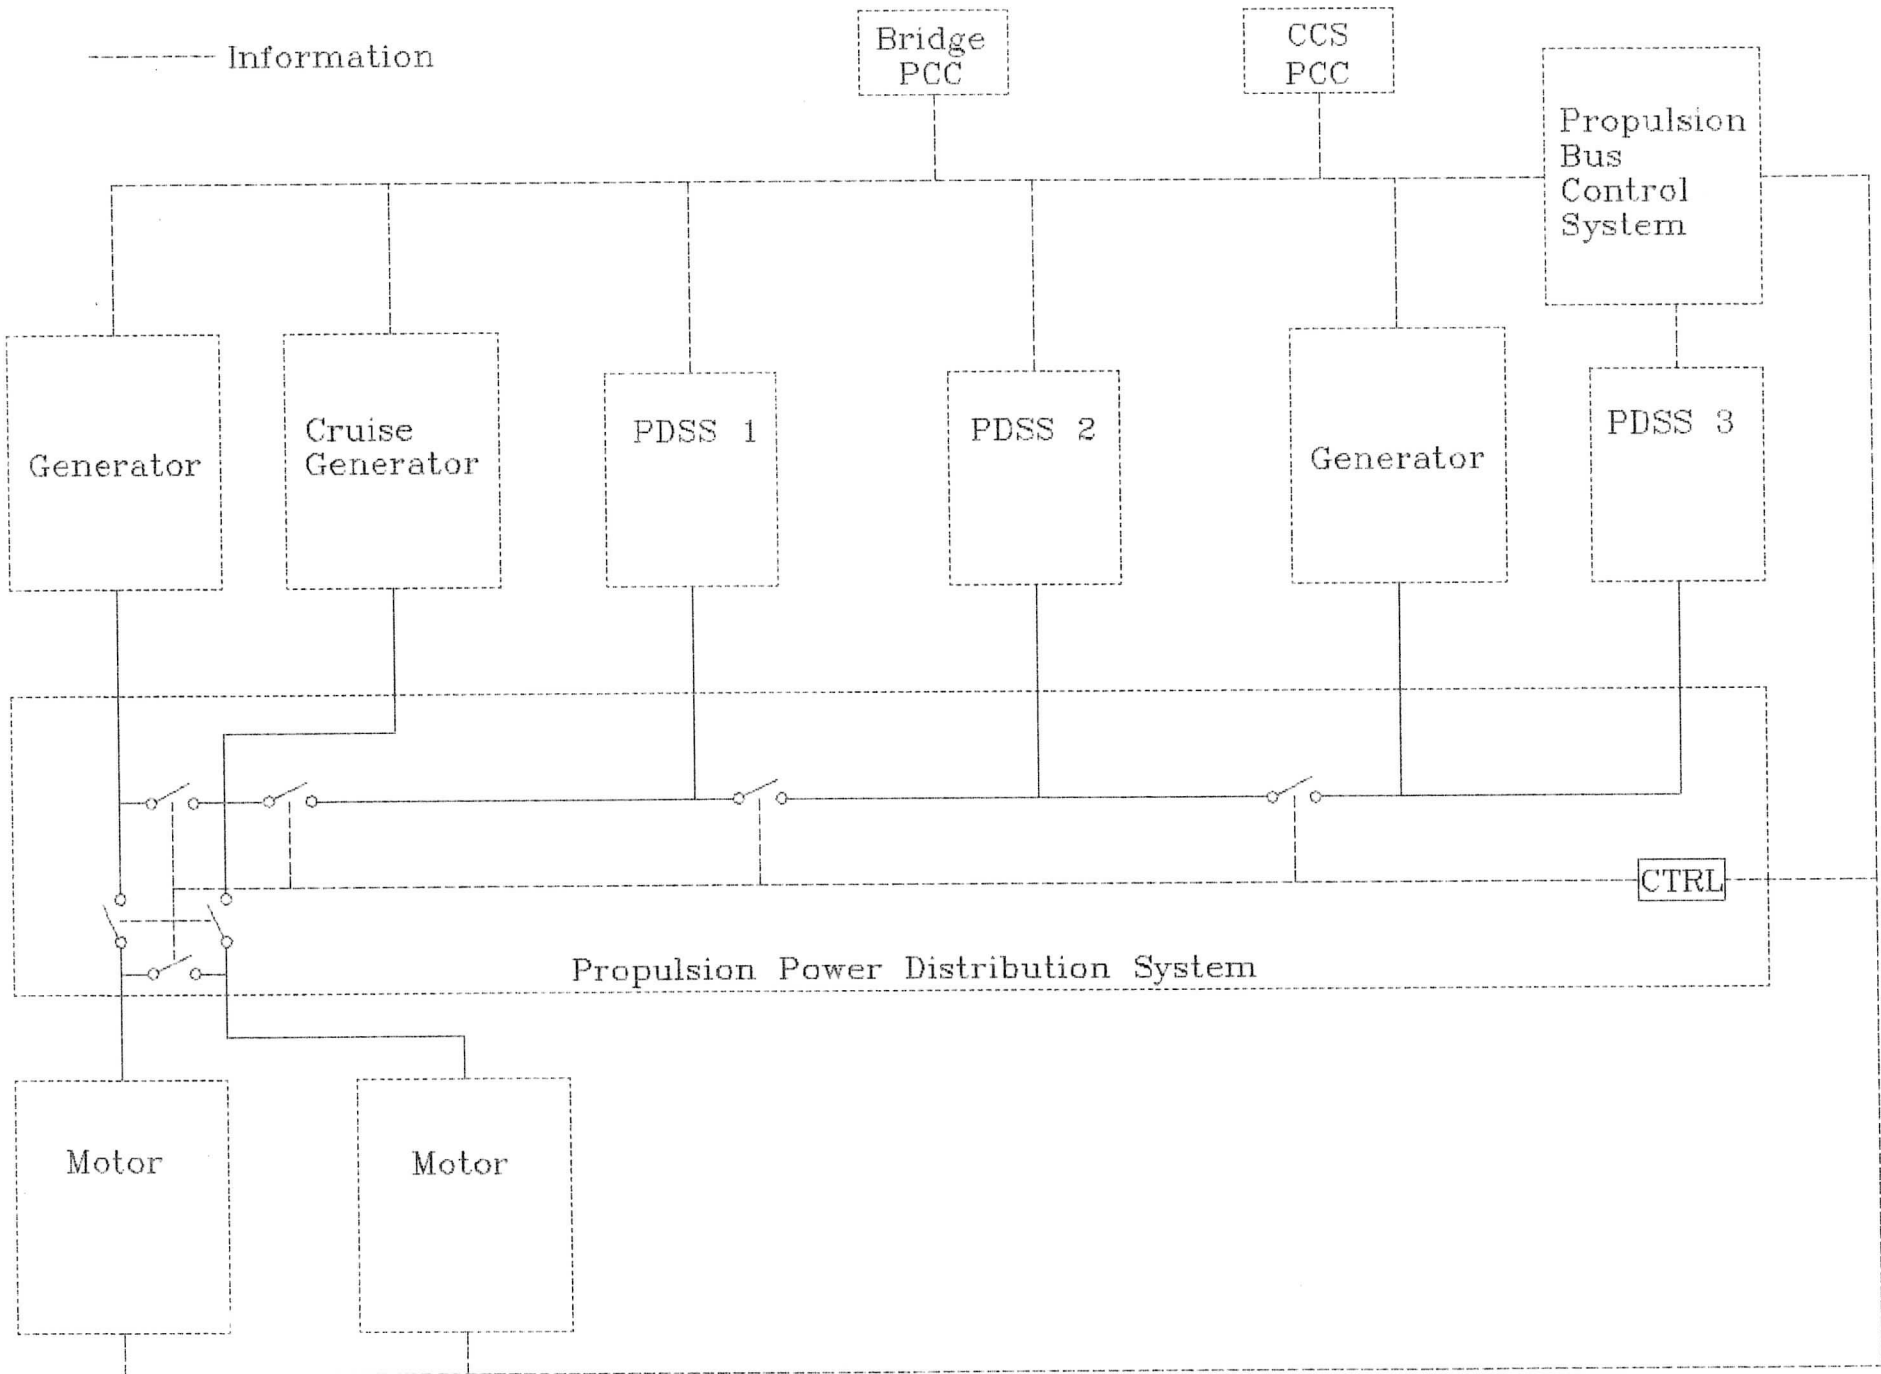 Information
Bridge
PCC
CCS
PCC
Propulsion
Bus
Control
System
Generator
Cruise
Generator
PDSS 1
PDSS 2
Generator
PDSS 3
CTRL
Propulsion Power Distribution System
Motor
Motor